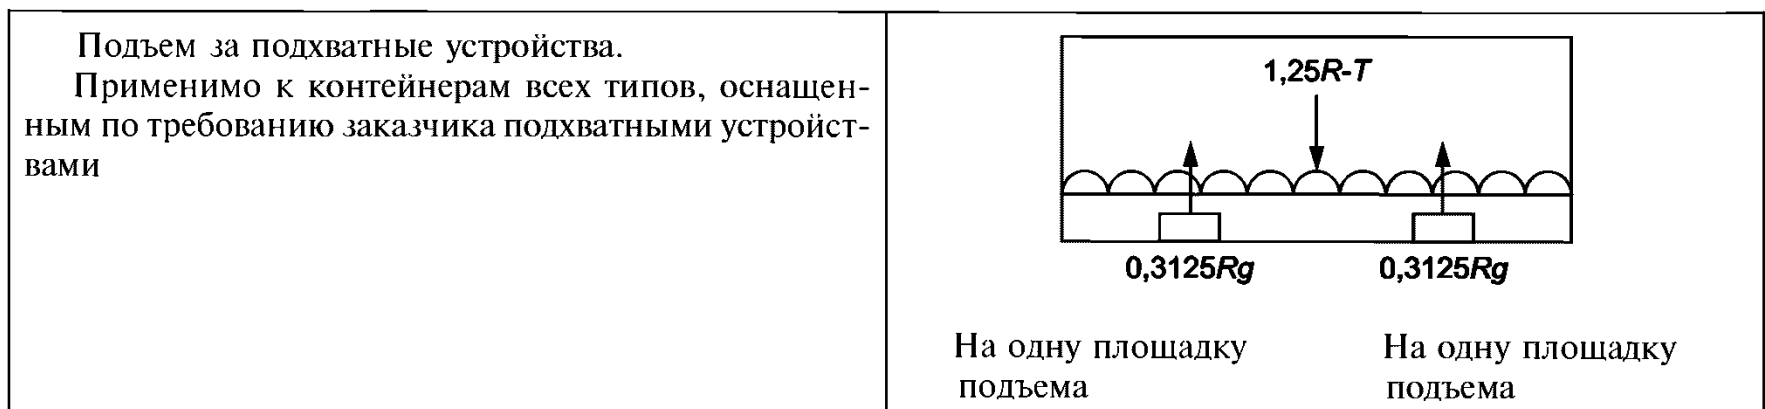 Подъем за подхватные устройства.
Применимо к контейнерам всех типов, оснащен-
ным по требованию заказчика подхватными устройст-
вами
1,25R-T
0,3125Rg 0,3125Rg
На одну площадку На одну площадку
подъема подъема